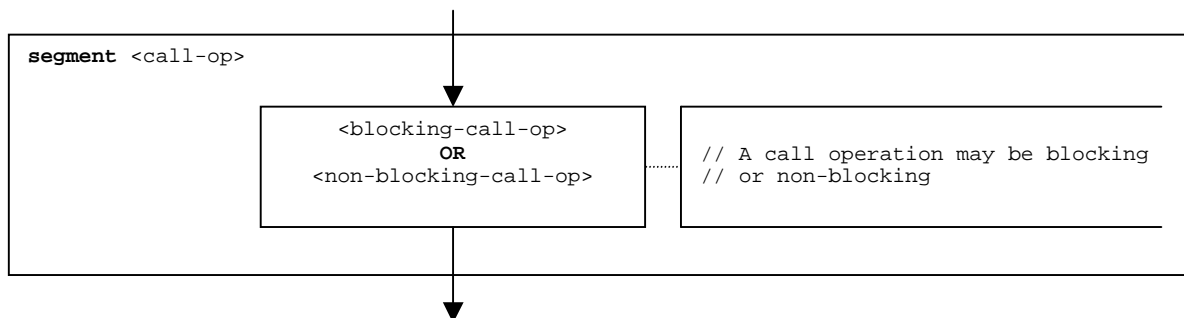 segment <call-op>
<blocking-call-op>
OR
<non-blocking-call-op>
// A call operation may be blocking
// or non-blocking